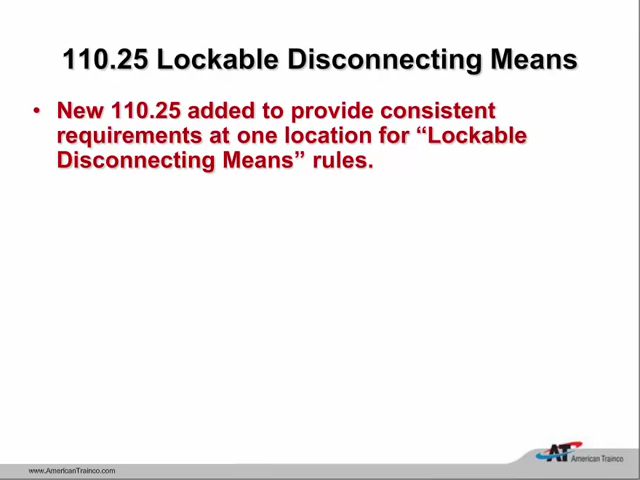 110.25 Lockable Disconnecting Means
• New 110.25 added to provide consistent
requirements at one location for “Lockable
Disconnecting Means” rules.
AT
American Trainco
www.AmericanTrainco.com